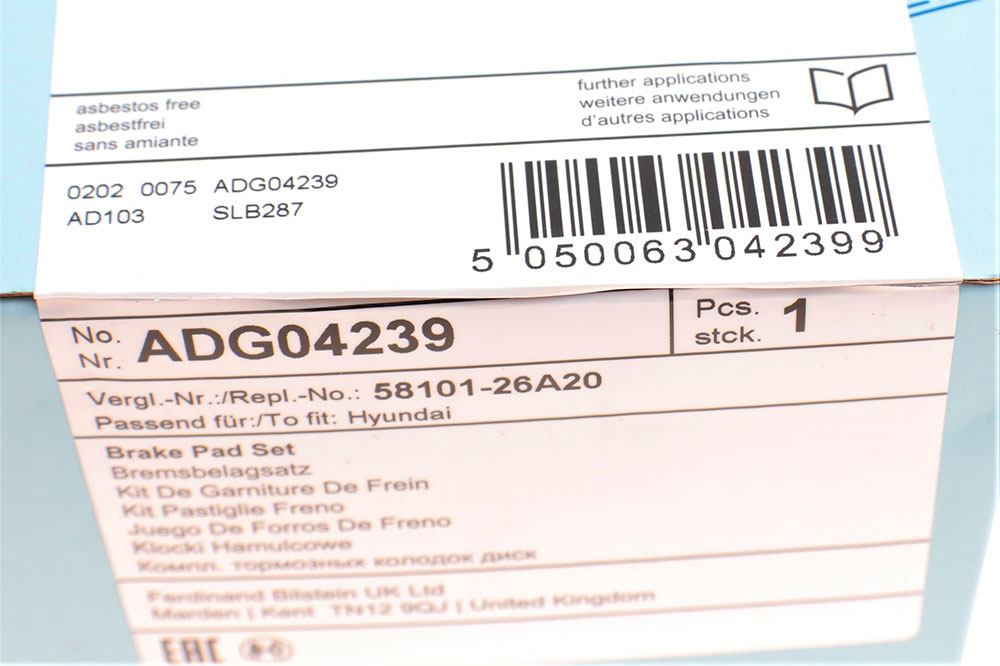 asbestos free
asbestfrei
sans amiante
further applications
weitere anwendungen
d'autres applications
0202 0075 ADG04239
AD103 SLB287
5 050063 042399
No.
Nr. ADG04239
Pcs.
stck. 1
Vergl.-Nr.:/Repl.-No.: 58101-26A20
Passend für:/To fit: Hyundai
Brake Pad Set
Bremsbelagsatz
Kit De Garniture De Frein
Kit Pastiglie Freno
Juego De Forros De Freno
Klocki Hamulcowe
Компл. тормозных колодок диск
Ferdinand Bilstein UK Ltd
Marden | Kent TN12 9QJ | United Kingdom
EAC